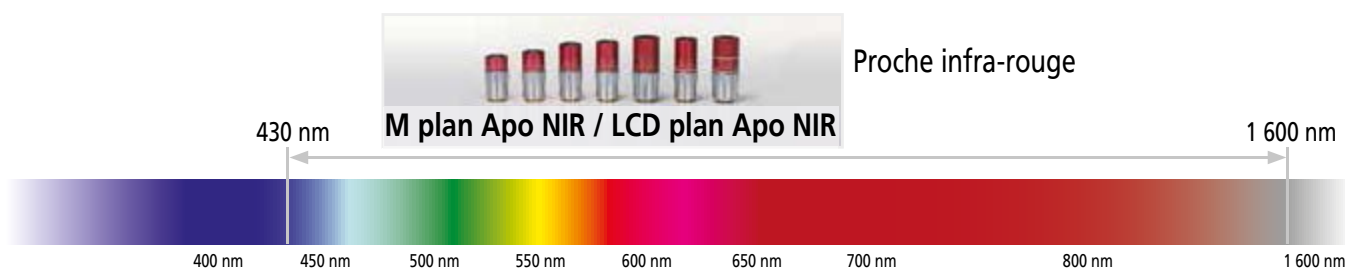 Proche infra-rouge
M plan Apo NIR / LCD plan Apo NIR
430 nm
1 600 nm
400 nm
450 nm
500 nm
550 nm
600 nm
650 nm
700 nm
800 nm
1 600 nm